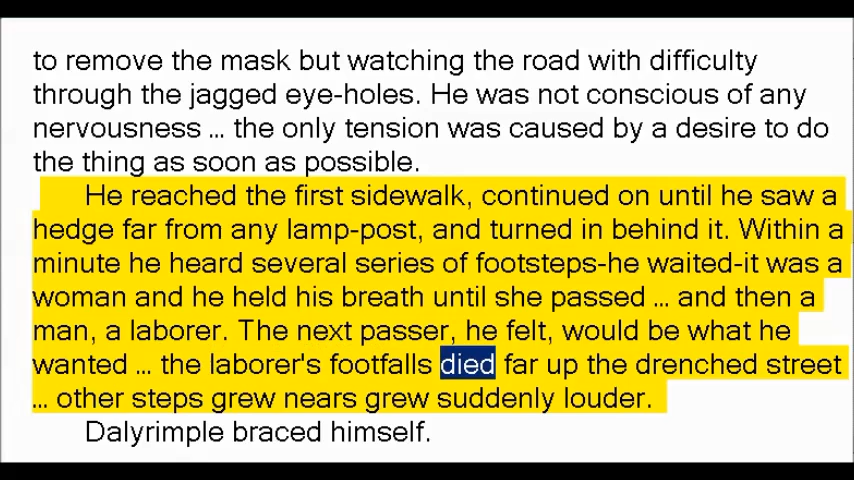 to remove the mask but watching the road with difficulty
through the jagged eye-holes. He was not conscious of any
nervousness ... the only tension was caused by a desire to do
the thing as soon as possible.
He reached the first sidewalk, continued on until he saw a
hedge far from any lamp-post, and turned in behind it. Within a
minute he heard several series of footsteps-he waited-it was a
woman and he held his breath until she passed ... and then a
man, a laborer. The next passer, he felt, would be what he
wanted ... the laborer's footfalls died far up the drenched street
... other steps grew nears grew suddenly louder.
Dalyrimple braced himself.